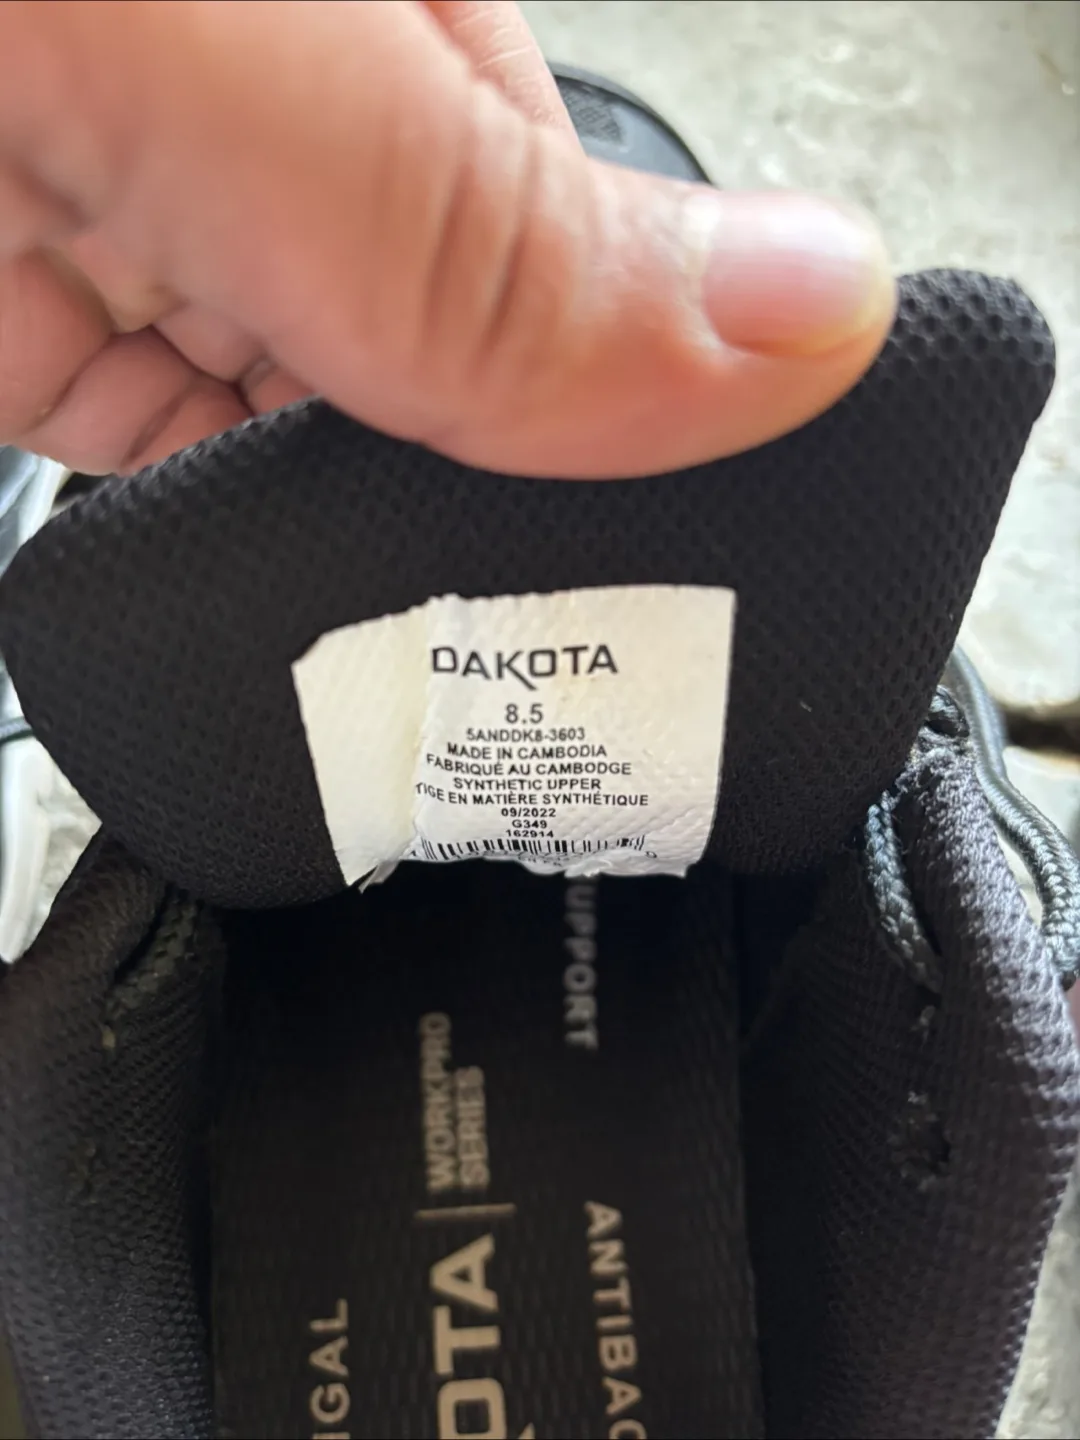 DAKOTA
8.5
5ANDDK8-3603
MADE IN CAMBODIA
FABRIQUÉ AU CAMBODGE
SYNTHETIC UPPER
TIGE EN MATIÈRE SYNTHÉTIQUE
09/2022
G349
162914
UPPORT
WORKPRO
SERIES
OTA
ANTIBAC
IGAL